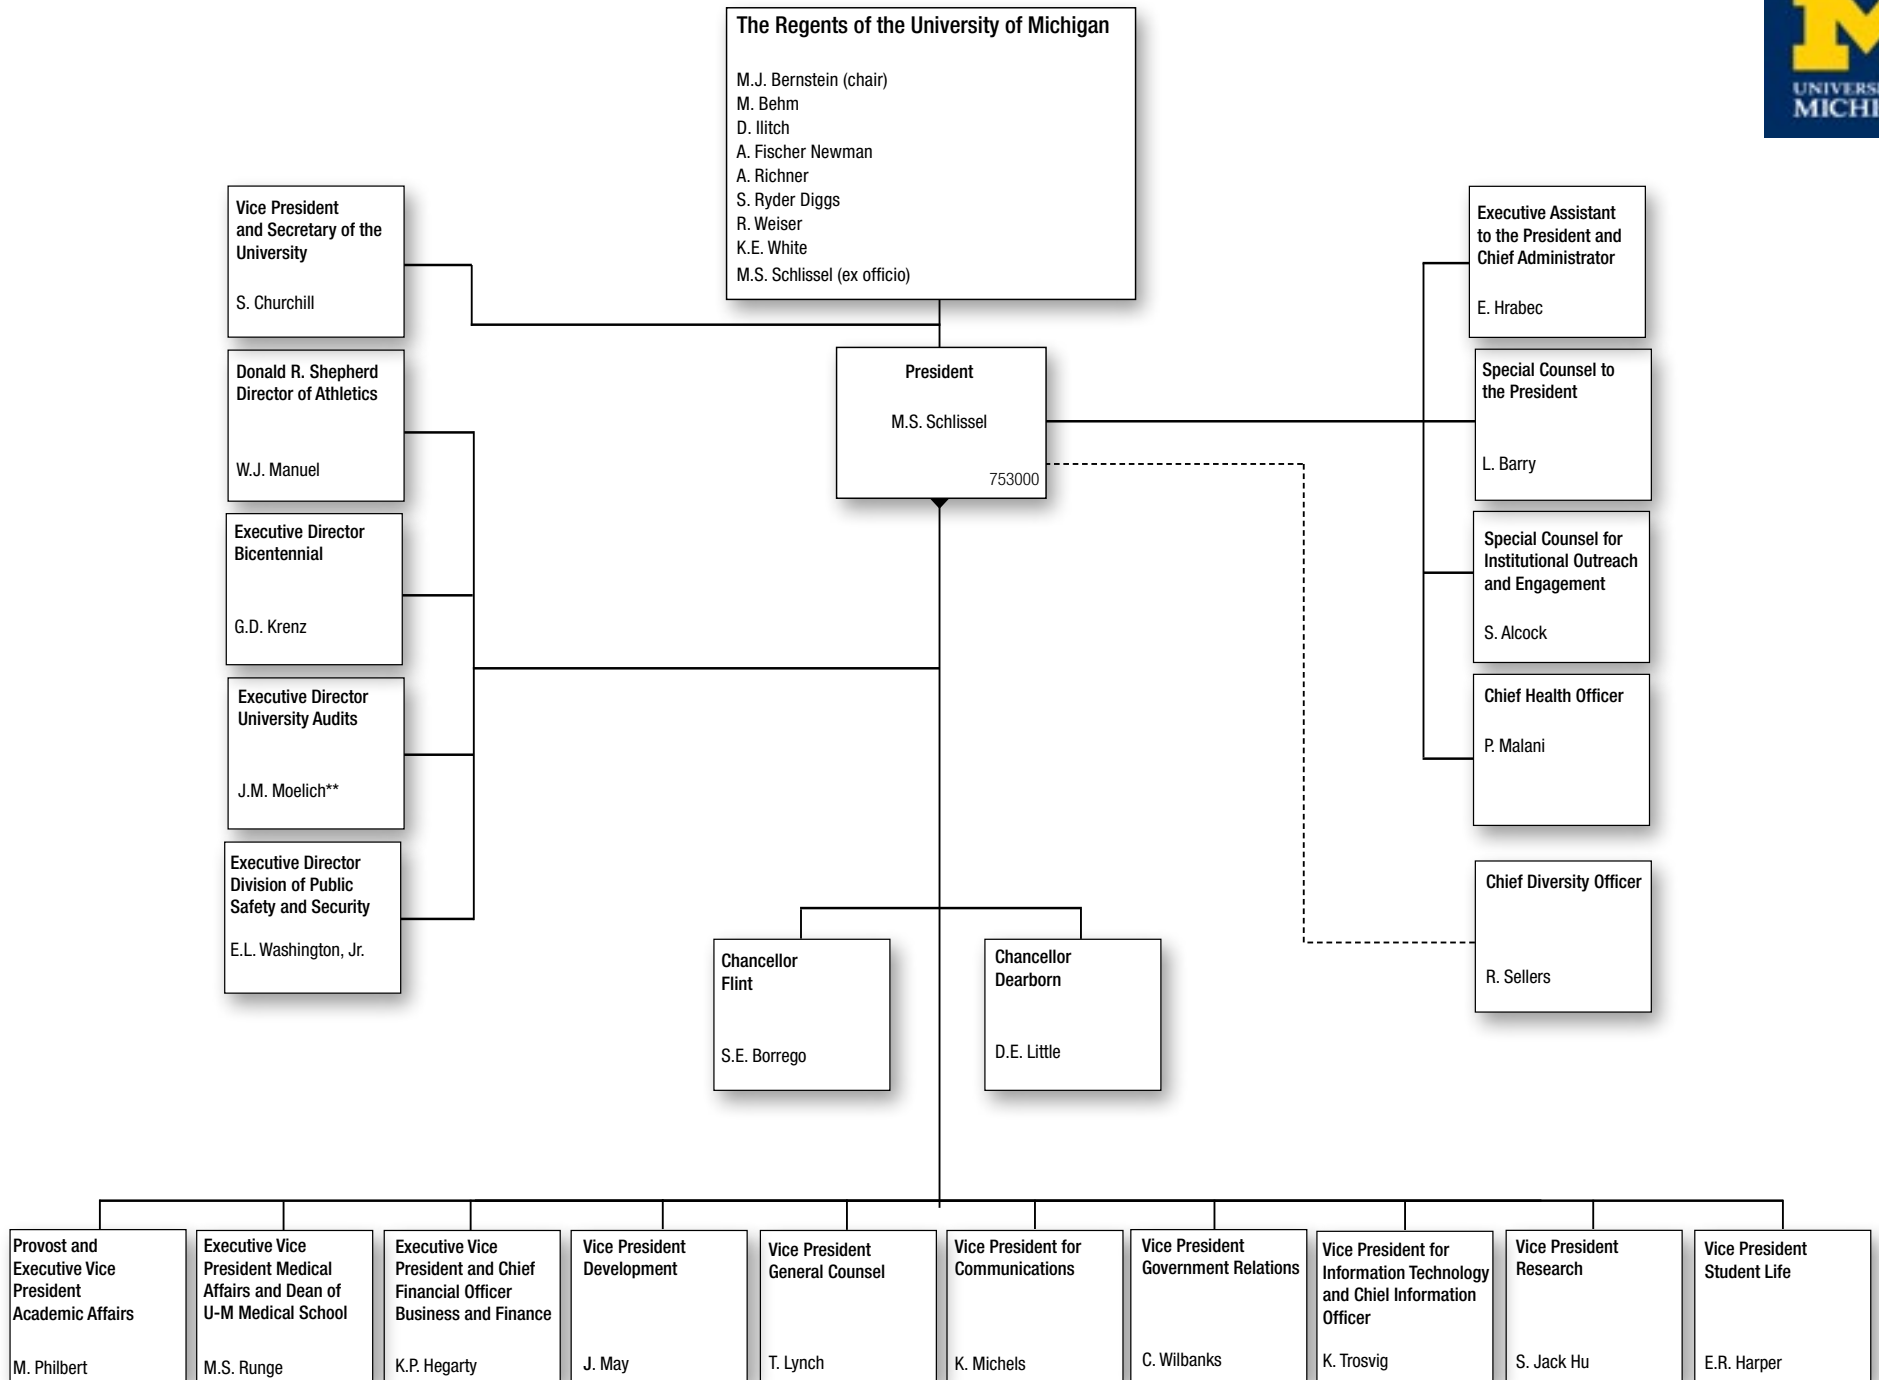 The Regents of the University of Michigan
M.J. Bernstein (chair)
M. Behm
D. Ilitch
A. Fischer Newman
A. Richner
S. Ryder Diggs
R. Weiser
K.E. White
M.S. Schlissel (ex officio)
MICHI
Vice President
and Secretary of the
University
S. Churchill
Executive Assistant
to the President and
Chief Administrator
E. Hrabec
President
M.S. Schlissel
753000
Donald R. Shepherd
Director of Athletics
W.J. Manuel
Special Counsel to
the President
L. Barry
Executive Director
Bicentennial
G.D. Krenz
Special Counsel for
Institutional Outreach
and Engagement
S. Alcock
Executive Director
University Audits
J.M. Moelich**
Chief Health Officer
P. Malani
Executive Director
Division of Public
Safety and Security
E.L. Washington, Jr.
Chief Diversity Officer
R. Sellers
Chancellor
Flint
S.E. Borrego
Chancellor
Dearborn
D.E. Little
Provost and
Executive Vice
President
Academic Affairs
M. Philbert
Executive Vice
President Medical
Affairs and Dean of
U-M Medical School
M.S. Runge
Executive Vice
President and Chief
Financial Officer
Business and Finance
K.P. Hegarty
Vice President
Development
J. May
Vice President
General Counsel
T. Lynch
Vice President for
Communications
K. Michels
Vice President
Government Relations
C. Wilbanks
Vice President for
Information Technology
and Chiel Information
Officer
K. Trosvig
Vice President
Research
S. Jack Hu
Vice President
Student Life
E.R. Harper